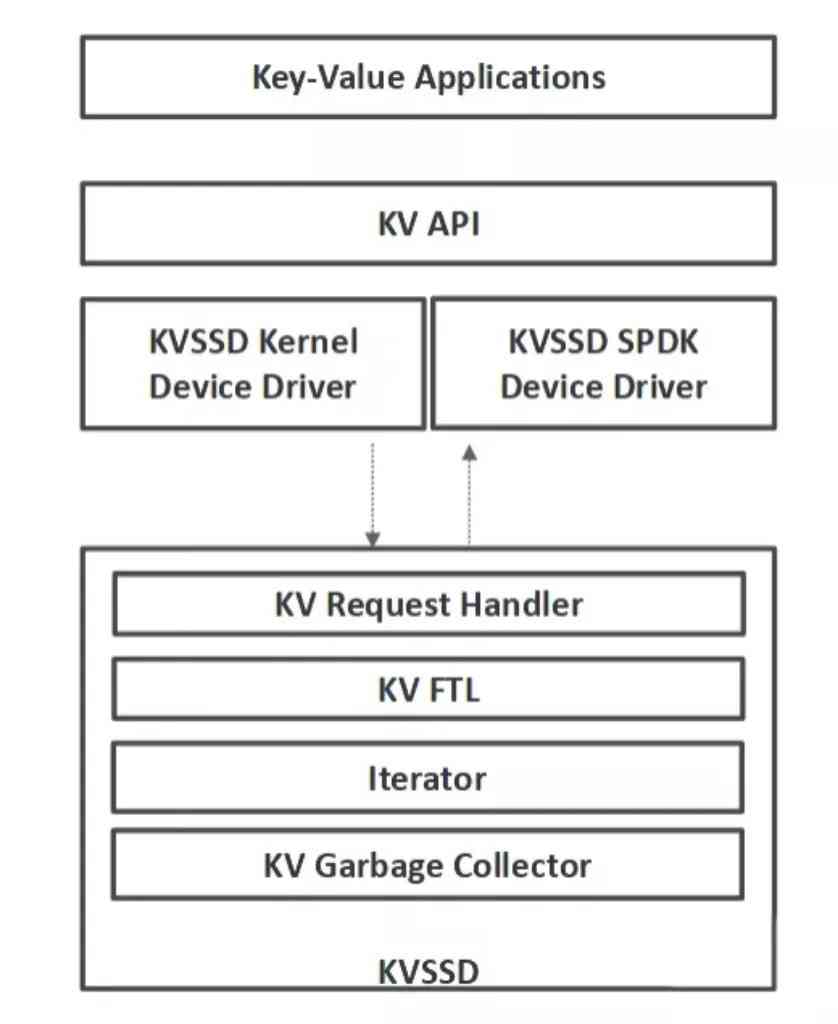 Key-Value Applications
KV API
KVSSD Kernel
Device Driver
KVSSD SPDK
Device Driver
KV Request Handler
KV FTL
Iterator
KV Garbage Collector
KVSSD